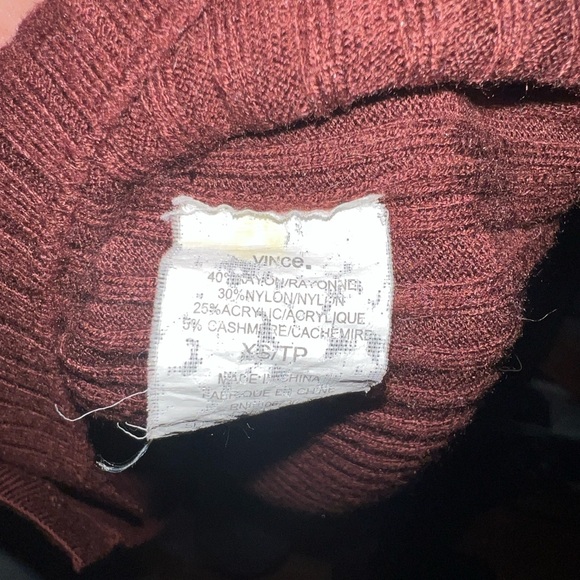 VINCE.
40%RAYON/RAYONNE
30%NYLON/NYLON
25%ACRYLIC/ACRYLIQUE
5% CASHMERE/CACHEMIRE
XS/TP
MADE IN CHINA
FABRIQUE EN CHINE